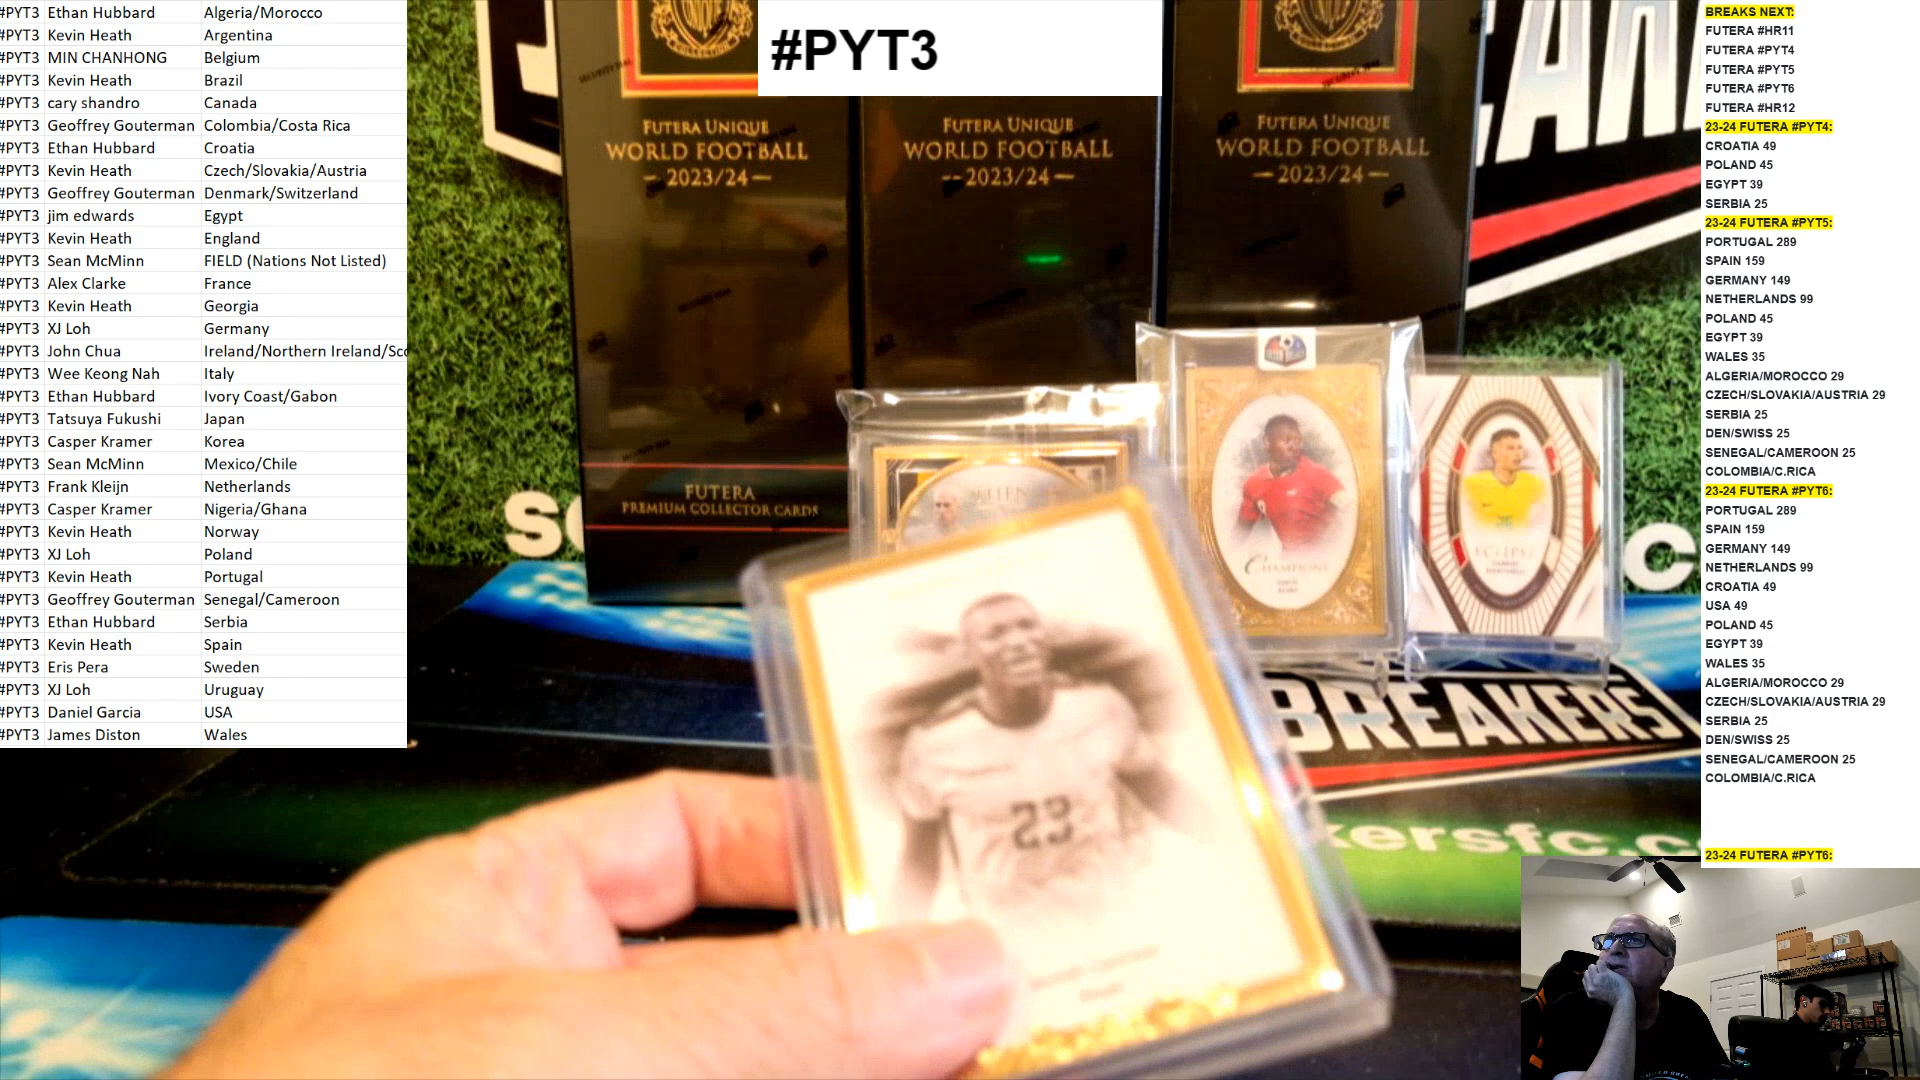 #PYT3 Ethan Hubbard Algeria/Morocco
#PYT3 Kevin Heath Argentina
#PYT3 MIN CHANHONG Belgium
#PYT3 Kevin Heath Brazil
#PYT3 cary shandro Canada
#PYT3 Geoffrey Gouterman Colombia/Costa Rica
#PYT3 Ethan Hubbard Croatia
#PYT3 Kevin Heath Czech/Slovakia/Austria
#PYT3 Geoffrey Gouterman Denmark/Switzerland
#PYT3 jim edwards Egypt
#PYT3 Kevin Heath England
#PYT3 Sean McMinn FIELD (Nations Not Listed)
#PYT3 Alex Clarke France
#PYT3 Kevin Heath Georgia
#PYT3 XJ Loh Germany
#PYT3 John Chua Ireland/Northern Ireland/Sco
#PYT3 Wee Keong Nah Italy
#PYT3 Ethan Hubbard Ivory Coast/Gabon
#PYT3 Tatsuya Fukushi Japan
#PYT3 Casper Kramer Korea
#PYT3 Sean McMinn Mexico/Chile
#PYT3 Frank Kleijn Netherlands
#PYT3 Casper Kramer Nigeria/Ghana
#PYT3 Kevin Heath Norway
#PYT3 XJ Loh Poland
#PYT3 Kevin Heath Portugal
#PYT3 Geoffrey Gouterman Senegal/Cameroon
#PYT3 Ethan Hubbard Serbia
#PYT3 Kevin Heath Spain
#PYT3 Eris Pera Sweden
#PYT3 XJ Loh Uruguay
#PYT3 Daniel Garcia USA
#PYT3 James Diston Wales
#PYT3
FUTERA UNIQUE
WORLD FOOTBALL
2023/24
FUTERA
PREMIUM COLLECTOR CARDS
FUTERA UNIQUE
WORLD FOOTBALL
2023/24
FUTERA UNIQUE
WORLD FOOTBALL
2023/24
CHAMPIONS
ECLIPSE
23
BREAKERS
kersfc.c
BREAKS NEXT:
FUTERA #HR11
FUTERA #PYT4
FUTERA #PYT5
FUTERA #PYT6
FUTERA #HR12
23-24 FUTERA #PYT4:
CROATIA 49
POLAND 45
EGYPT 39
SERBIA 25
23-24 FUTERA #PYT5:
PORTUGAL 289
SPAIN 159
GERMANY 149
NETHERLANDS 99
POLAND 45
EGYPT 39
WALES 35
ALGERIA/MOROCCO 29
CZECH/SLOVAKIA/AUSTRIA 29
SERBIA 25
DEN/SWISS 25
SENEGAL/CAMEROON 25
COLOMBIA/C.RICA
23-24 FUTERA #PYT6:
PORTUGAL 289
SPAIN 159
GERMANY 149
NETHERLANDS 99
CROATIA 49
USA 49
POLAND 45
EGYPT 39
WALES 35
ALGERIA/MOROCCO 29
CZECH/SLOVAKIA/AUSTRIA 29
SERBIA 25
DEN/SWISS 25
SENEGAL/CAMEROON 25
COLOMBIA/C.RICA
23-24 FUTERA #PYT6: